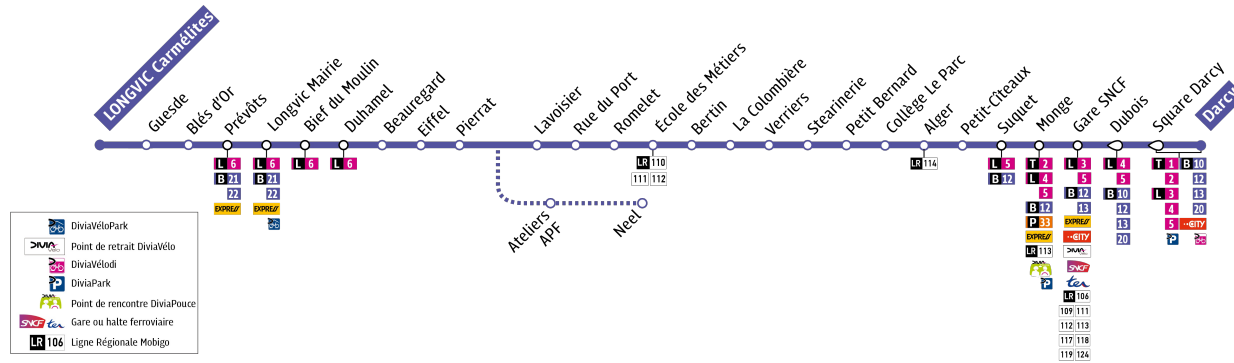 LONGVIC Carmélites
Guesde
Blés d'Or
Prévôts
Longvic Mairie
Bief du Moulin
Duhamel
Beauregard
Eiffel
Pierrat
Lavoisier
Rue du Port
Romelet
École des Métiers
Bertin
La Colombière
Verriers
Stearinerie
Petit Bernard
Collège Le Parc
Alger
Petit-Cîteaux
Suquet
Monge
Gare SNCF
Dubois
Square Darcy
Darcy
L 6
B 21
22
EXPRESS
L 6
B 21
22
EXPRESS
L 6
L 6
LR 110
111 112
LR 114
L 5
B 12
T 2
L 4
5
B 12
P 33
EXPRESS
LR 113
P
L 3
5
B 12
13
EXPRESS
CITY
DIVIA Vélo
SNCF
ter
LR 106
109 111
112 113
117 118
119 124
L 4
5
B 10
12
13
20
T 1
2
L 3
4
5
P
B 10
12
13
20
CITY
Ateliers
APF
Neel
DiviaVéloPark
DIVIA Vélo Point de retrait DiviaVélo
DiviaVélodi
P DiviaPark
Point de rencontre DiviaPouce
SNCF ter Gare ou halte ferroviaire
LR 106 Ligne Régionale Mobigo